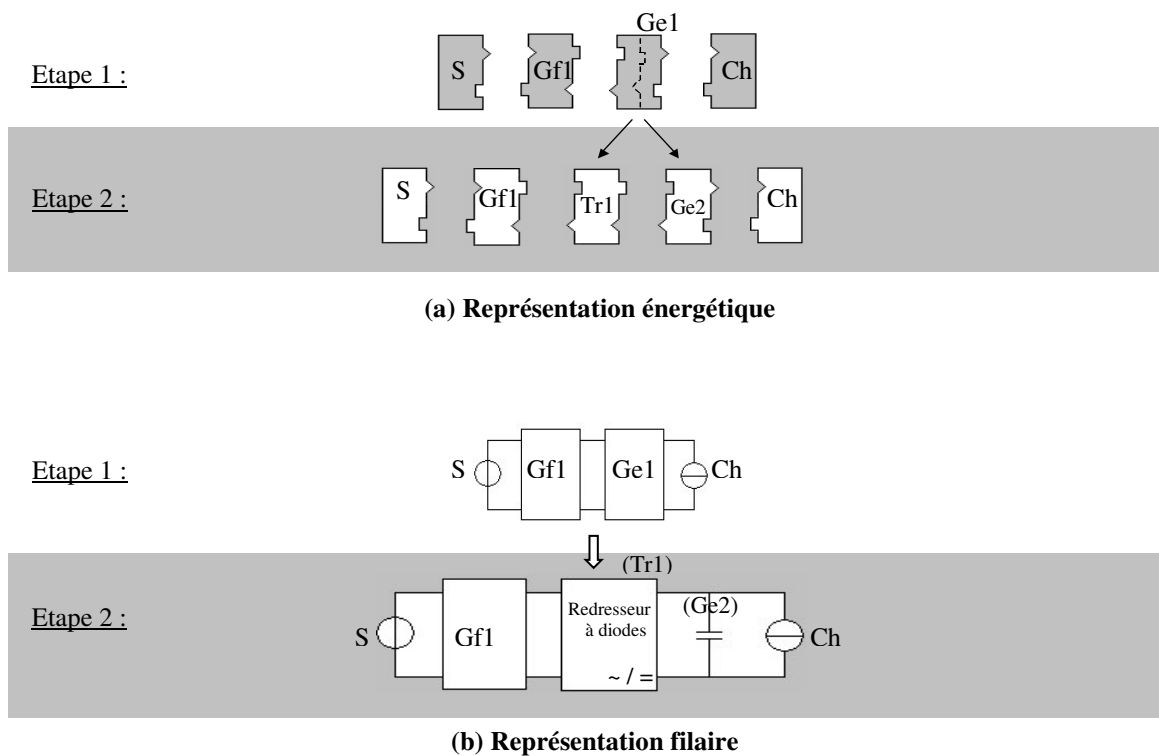 Ge1
Etape 1 :
S Gf1 Ch
Etape 2 :
S Gf1 Tr1 Ge2 Ch
(a) Représentation énergétique
Etape 1 :
S Gf1 Ge1 Ch
(Tr1)
Etape 2 :
S Gf1 Redresseur à diodes ~ / = (Ge2) Ch
(b) Représentation filaire